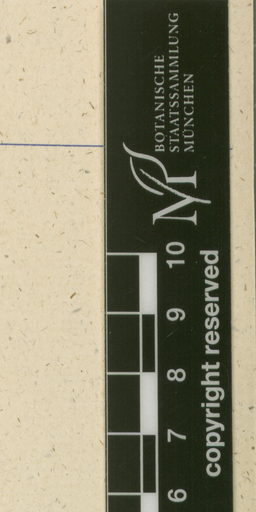 BOTANISCHE
STAATSSAMMLUNG
MÜNCHEN
M
10
9
8
7
6
copyright reserved